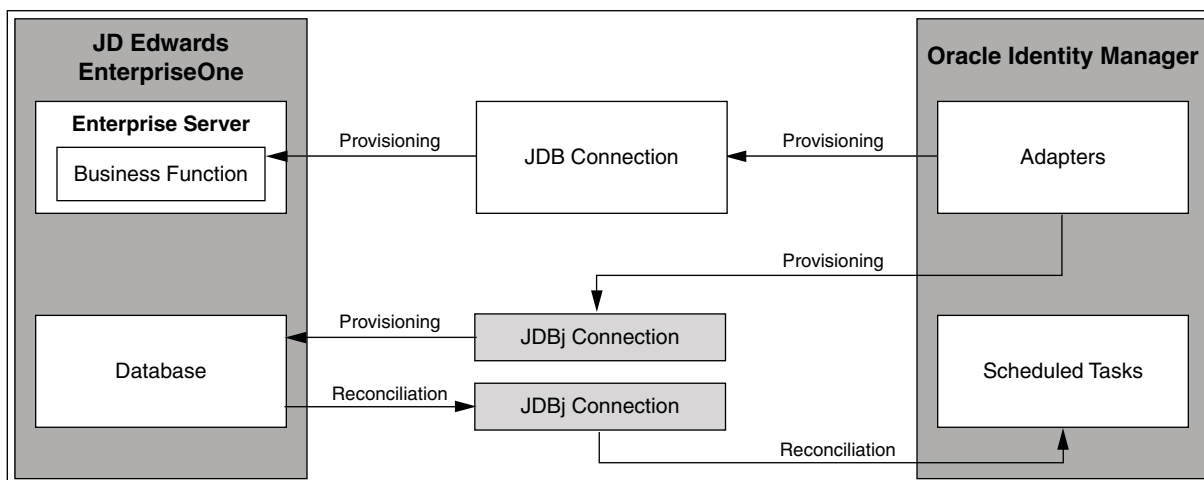 JD Edwards
EnterpriseOne
Oracle Identity Manager
Enterprise Server
Business Function
Provisioning
JDB Connection
Provisioning
Adapters
Provisioning
Provisioning
JDBj Connection
Database
Scheduled Tasks
Reconciliation
JDBj Connection
Reconciliation